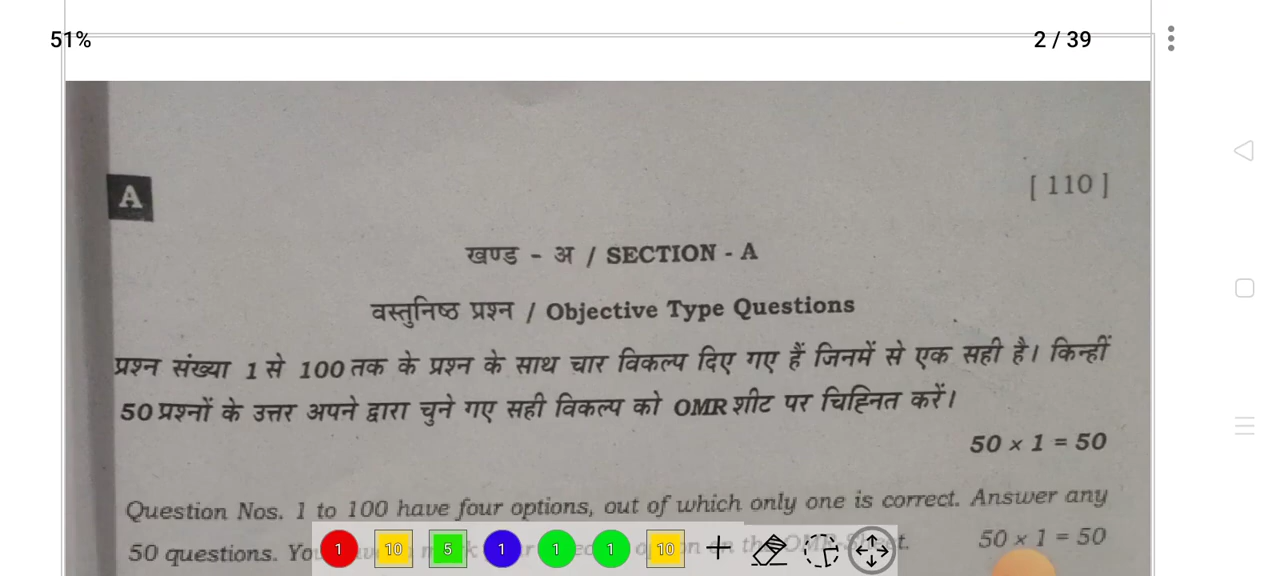 51%
2 / 39
A
[ 110 ]
खण्ड - अ / SECTION - A
वस्तुनिष्ठ प्रश्न / Objective Type Questions
प्रश्न संख्या 1 से 100 तक के प्रश्न के साथ चार विकल्प दिए गए हैं जिनमें से एक सही है। किन्हीं
50 प्रश्नों के उत्तर अपने द्वारा चुने गए सही विकल्प को OMR शीट पर चिह्नित करें।
50 × 1 = 50
Question Nos. 1 to 100 have four options, out of which only one is correct. Answer any
50 questions. on the 50 × 1 = 50
1 10 5 1 1 1 10